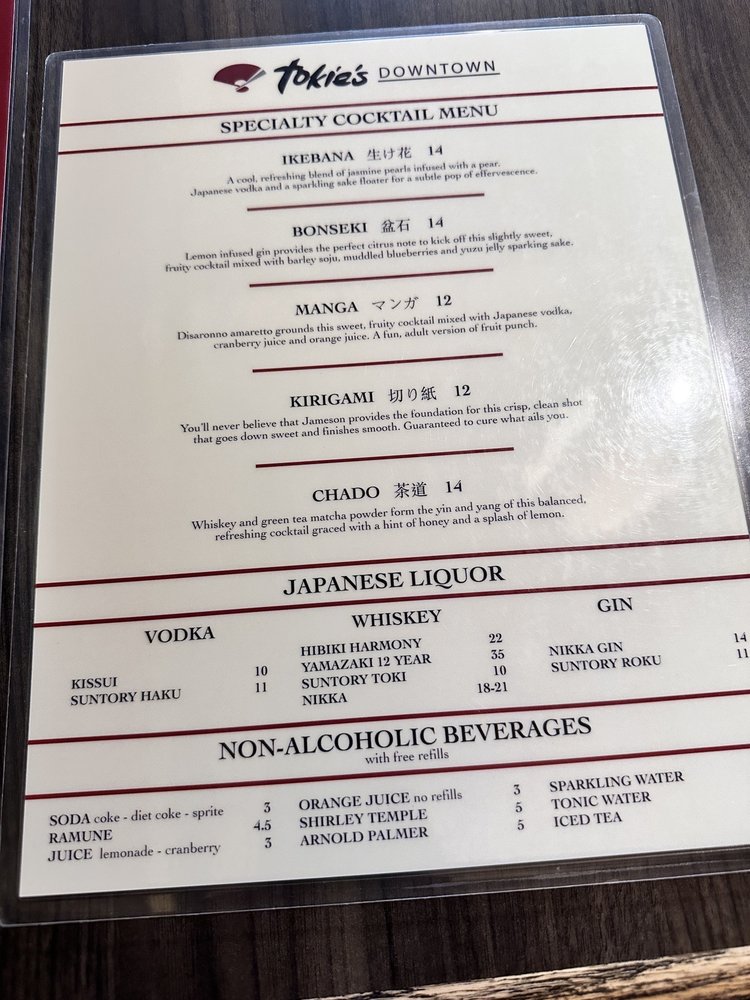 tokie's DOWNTOWN
SPECIALTY COCKTAIL MENU
IKEBANA 生け花 14
A cool, refreshing blend of jasmine pearls infused with a pear.
Japanese vodka and a sparkling sake floater for a subtle pop of effervescence.
BONSEKI 盆石 14
Lemon infused gin provides the perfect citrus note to kick off this slightly sweet,
fruity cocktail mixed with barley soju, muddled blueberries and yuzu jelly sparking sake.
MANGA マンガ 12
Disaronno amaretto grounds this sweet, fruity cocktail mixed with Japanese vodka,
cranberry juice and orange juice. A fun, adult version of fruit punch.
KIRIGAMI 切り紙 12
You'll never believe that Jameson provides the foundation for this crisp, clean shot
that goes down sweet and finishes smooth. Guaranteed to cure what ails you.
CHADO 茶道 14
Whiskey and green tea matcha powder form the yin and yang of this balanced,
refreshing cocktail graced with a hint of honey and a splash of lemon.
JAPANESE LIQUOR
VODKA
KISSUI 10
SUNTORY HAKU 11
WHISKEY
HIBIKI HARMONY 22
YAMAZAKI 12 YEAR 35
SUNTORY TOKI 10
NIKKA 18-21
GIN
NIKKA GIN 14
SUNTORY ROKU 11
NON-ALCOHOLIC BEVERAGES
with free refills
SODA coke - diet coke - sprite 3
RAMUNE 4.5
JUICE lemonade - cranberry 3
ORANGE JUICE no refills 3
SHIRLEY TEMPLE 5
ARNOLD PALMER 5
SPARKLING WATER
TONIC WATER
ICED TEA